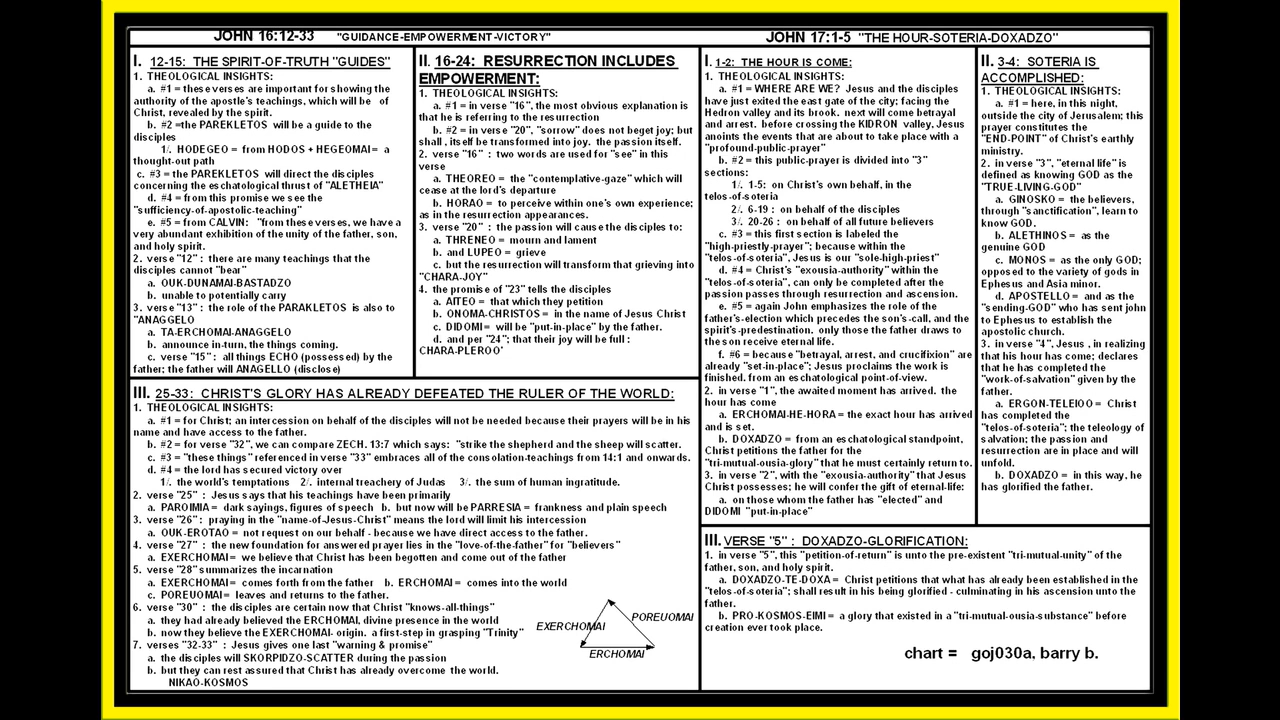 JOHN 16:12-33 "GUIDANCE-EMPOWERMENT-VICTORY"
I. 12-15: THE SPIRIT-OF-TRUTH "GUIDES"
1. THEOLOGICAL INSIGHTS:
a. #1 = these verses are important for showing the
authority of the apostle's teachings, which will be of
Christ, revealed by the spirit.
b. #2 =the PAREKLETOS will be a guide to the
disciples
1/. HODEGEO = from HODOS + HEGEOMAI= a
thought-out path
c. #3 = the PAREKLETOS will direct the disciples
concerning the eschatological thrust of "ALETHEIA"
d. #4 = from this promise we see the
"sufficiency-of-apostolic-teaching"
e. #5 = from CALVIN: "from these verses, we have a
very abundant exhibition of the unity of the father, son,
and holy spirit.
2. verse "12": there are many teachings that the
disciples cannot "bear"
a. OUK-DUNAMAI-BASTADZO
b. unable to potentially carry
3. verse "13": the role of the PARAKLETOS is also to
"ANAGGELO
a. TA-ERCHOMAI-ANAGGELO
b. announce in-turn, the things coming.
c. verse "15": all things ECHO (possessed) by the
father; the father will ANAGELLO (disclose)
II. 16-24: RESURRECTION INCLUDES
EMPOWERMENT:
1. THEOLOGICAL INSIGHTS:
a. #1 = in verse "16", the most obvious explanation is
that he is referring to the resurrection
b. #2 = in verse "20", "sorrow" does not beget joy; but
shall , itself be transformed into joy. the passion itself.
2. verse "16" : two words are used for "see" in this
verse
a. THEOREO = the "contemplative-gaze" which will
cease at the lord's departure
b. HORAO = to perceive within one's own experience;
as in the resurrection appearances.
3. verse "20": the passion will cause the disciples to:
a. THRENEO = mourn and lament
b. and LUPEO = grieve
c. but the resurrection will transform that grieving into
"CHARA-JOY"
4. the promise of "23" tells the disciples
a. AITEO = that which they petition
b. ONOMA-CHRISTOS = in the name of Jesus Christ
c. DIDOMI= will be "put-in-place" by the father.
d. and per "24"; that their joy will be full :
CHARA-PLEROO'
III. 25-33: CHRIST'S GLORY HAS ALREADY DEFEATED THE RULER OF THE WORLD:
1. THEOLOGICAL INSIGHTS:
a. #1 = for Christ; an intercession on behalf of the disciples will not be needed because their prayers will be in his
name and have access to the father.
b. #2 = for verse "32", we can compare ZECH. 13:7 which says: "strike the shepherd and the sheep will scatter.
c. #3 = "these things" referenced in verse "33" embraces all of the consolation-teachings from 14:1 and onwards.
d. #4 = the lord has secured victory over
1/. the world's temptations 2/. internal treachery of Judas 3/. the sum of human ingratitude.
2. verse "25" : Jesus says that his teachings have been primarily
a. PAROIMIA = dark sayings, figures of speech b. but now will be PARRESIA = frankness and plain speech
3. verse "26": praying in the "name-of-Jesus-Christ" means the lord will limit his intercession
a. OUK-EROTAO= not request on our behalf - because we have direct access to the father.
4. verse "27" : the new foundation for answered prayer lies in the "love-of-the-father" for "believers"
a. EXERCHOMAI= we believe that Christ has been begotten and come out of the father
5. verse "28" summarizes the incarnation
a. EXERCHOMAI= comes forth from the father b. ERCHOMAI = comes into the world
c. POREUOMAI= leaves and returns to the father.
6. verse "30" : the disciples are certain now that Christ "knows-all-things"
a. they had already believed the ERCHOMAI, divine presence in the world
b. now they believe the EXERCHOMAI- origin. a first-step in grasping "Trinity"
7. verses "32-33" : Jesus gives one last "warning & promise"
a. the disciples will SKORPIDZO-SCATTER during the passion
b. but they can rest assured that Christ has already overcome the world.
NIKAO-KOSMOS
EXERCHOMAI
POREUOMAI
ERCHOMAI
JOHN 17:1-5 "THE HOUR-SOTERIA-DOXADZO"
I. 1-2: THE HOUR IS COME:
1. THEOLOGICAL INSIGHTS:
a. #1 = WHERE ARE WE? Jesus and the disciples
have just exited the east gate of the city; facing the
Hedron valley and its brook. next will come betrayal
and arrest. before crossing the KIDRON valley, Jesus
anoints the events that are about to take place with a
"profound-public-prayer"
b. #2 = this public-prayer is divided into "3"
sections:
1/. 1-5: on Christ's own behalf, in the
telos-of-soteria
2/. 6-19 : on behalf of the disciples
3/. 20-26 : on behalf of all future believers
c. #3 = this first section is labeled the
"high-priestly-prayer"; because within the
"telos-of-soteria", Jesus is our "sole-high-priest"
d. #4 = Christ's "exousia-authority" within the
"telos-of-soteria", can only be completed after the
passion passes through resurrection and ascension.
e. #5 = again John emphasizes the role of the
father's-election which precedes the son's-call, and the
spirit's-predestination. only those the father draws to
the son receive eternal life.
f. #6 = because "betrayal, arrest, and crucifixion" are
already "set-in-place"; Jesus proclaims the work is
finished. from an eschatological point-of-view.
2. in verse "1", the awaited moment has arrived. the
hour has come
a. ERCHOMAI-HE-HORA = the exact hour has arrived
and is set.
b. DOXADZO = from an eschatological standpoint,
Christ petitions the father for the
"tri-mutual-ousia-glory" that he must certainly return to.
3. in verse "2", with the "exousia-authority" that Jesus
Christ possesses; he will confer the gift of eternal-life:
a. on those whom the father has "elected" and
DIDOMI "put-in-place"
II. 3-4: SOTERIA IS
ACCOMPLISHED:
1. THEOLOGICAL INSIGHTS:
a. #1 = here, in this night,
outside the city of Jerusalem; this
prayer constitutes the
"END-POINT" of Christ's earthly
ministry.
2. in verse "3", "eternal life" is
defined as knowing GOD as the
"TRUE-LIVING-GOD"
a. GINOSKO = the believers,
through "sanctification", learn to
know GOD.
b. ALETHINOS = as the
genuine GOD
c. MONOS = as the only GOD;
opposed to the variety of gods in
Ephesus and Asia minor.
d. APOSTELLO = and as the
"sending-GOD" who has sent john
to Ephesus to establish the
apostolic church.
3. in verse "4", Jesus , in realizing
that his hour has come; declares
that he has completed the
"work-of-salvation" given by the
father.
a. ERGON-TELEIOO = Christ
has completed the
"telos-of-soteria"; the teleology of
salvation; the passion and
resurrection are in place and will
unfold.
b. DOXADZO = in this way, he
has glorified the father.
III. VERSE "5" : DOXADZO-GLORIFICATION:
1. in verse "5", this "petition-of-return" is unto the pre-existent "tri-mutual-unity" of the
father, son, and holy spirit.
a. DOXADZO-TE-DOXA = Christ petitions that what has already been established in the
"telos-of-soteria"; shall result in his being glorified - culminating in his ascension unto the
father.
b. PRO-KOSMOS-EIMI = a glory that existed in a "tri-mutual-ousia-substance" before
creation ever took place.
chart = goj030a, barry b.